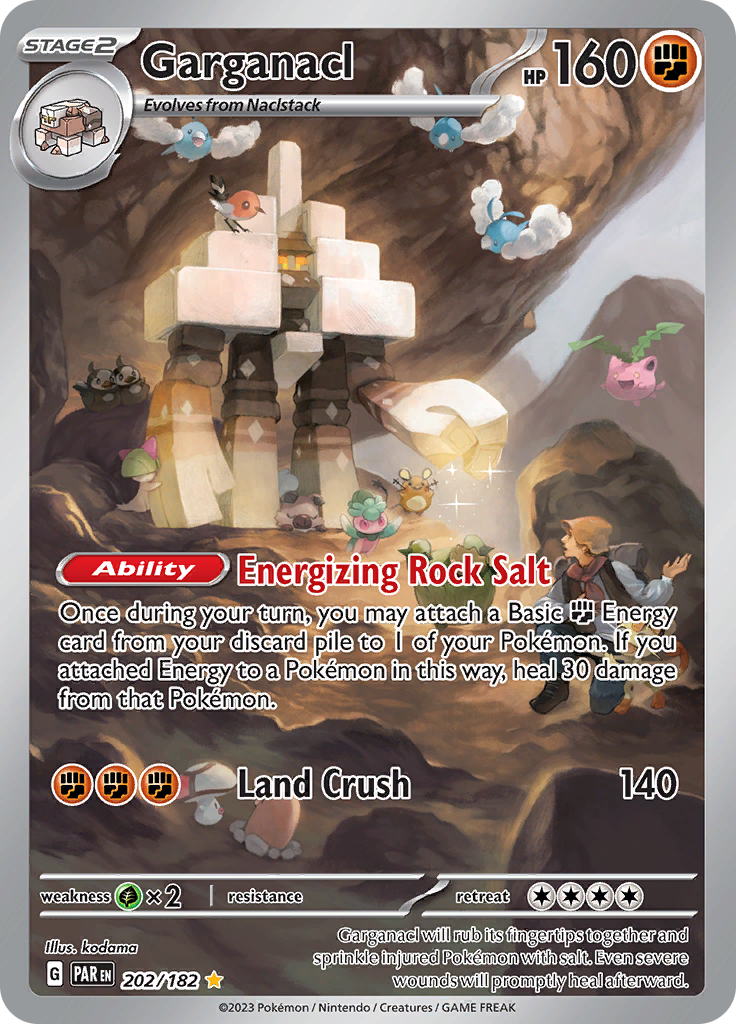 STAGE2
Garganacl
HP 160
Evolves from Naclstack
Ability Energizing Rock Salt
Once during your turn, you may attach a Basic Energy
card from your discard pile to 1 of your Pokémon. If you
attached Energy to a Pokémon in this way, heal 30 damage
from that Pokémon.
Land Crush 140
weakness ×2 resistance retreat
Illus. kodama
G PAR EN 202/182
Garganacl will rub its fingertips together and
sprinkle injured Pokémon with salt. Even severe
wounds will promptly heal afterward.
©2023 Pokémon / Nintendo / Creatures / GAME FREAK